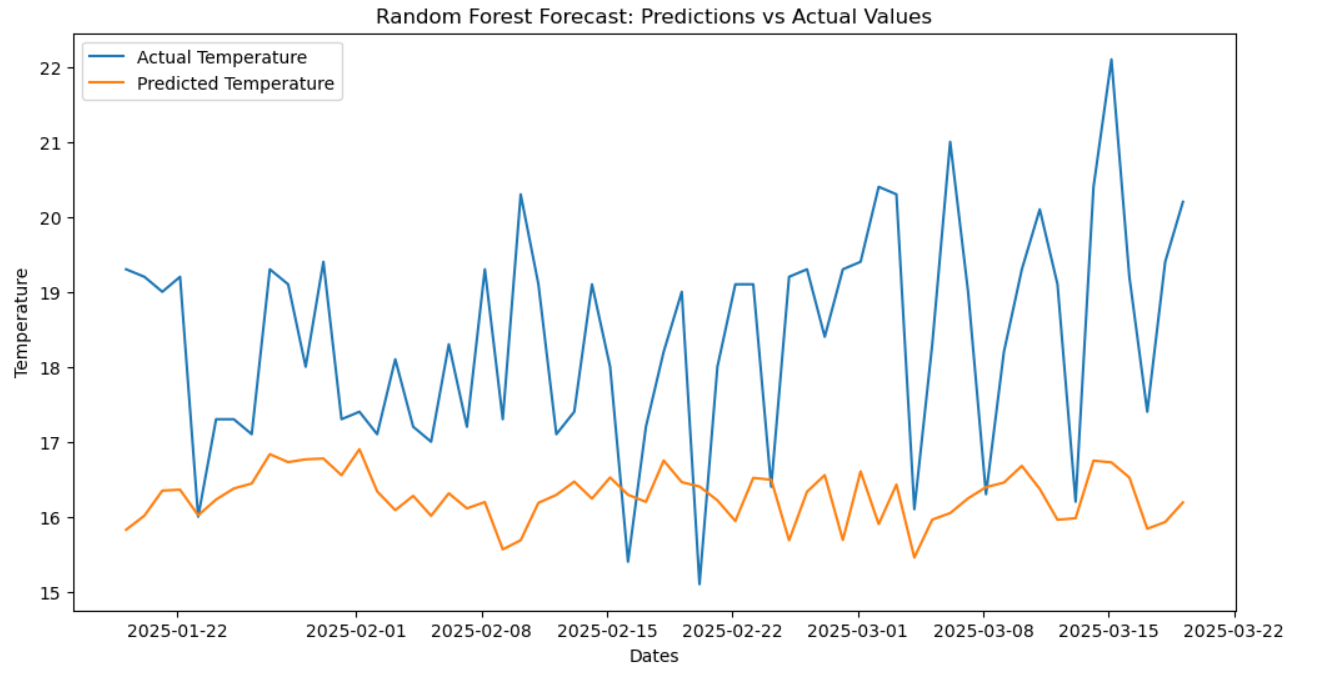 Random Forest Forecast: Predictions vs Actual Values
Actual Temperature
Predicted Temperature
22
21
20
19
18
17
16
15
Temperature
2025-01-22 2025-02-01 2025-02-08 2025-02-15 2025-02-22 2025-03-01 2025-03-08 2025-03-15 2025-03-22
Dates